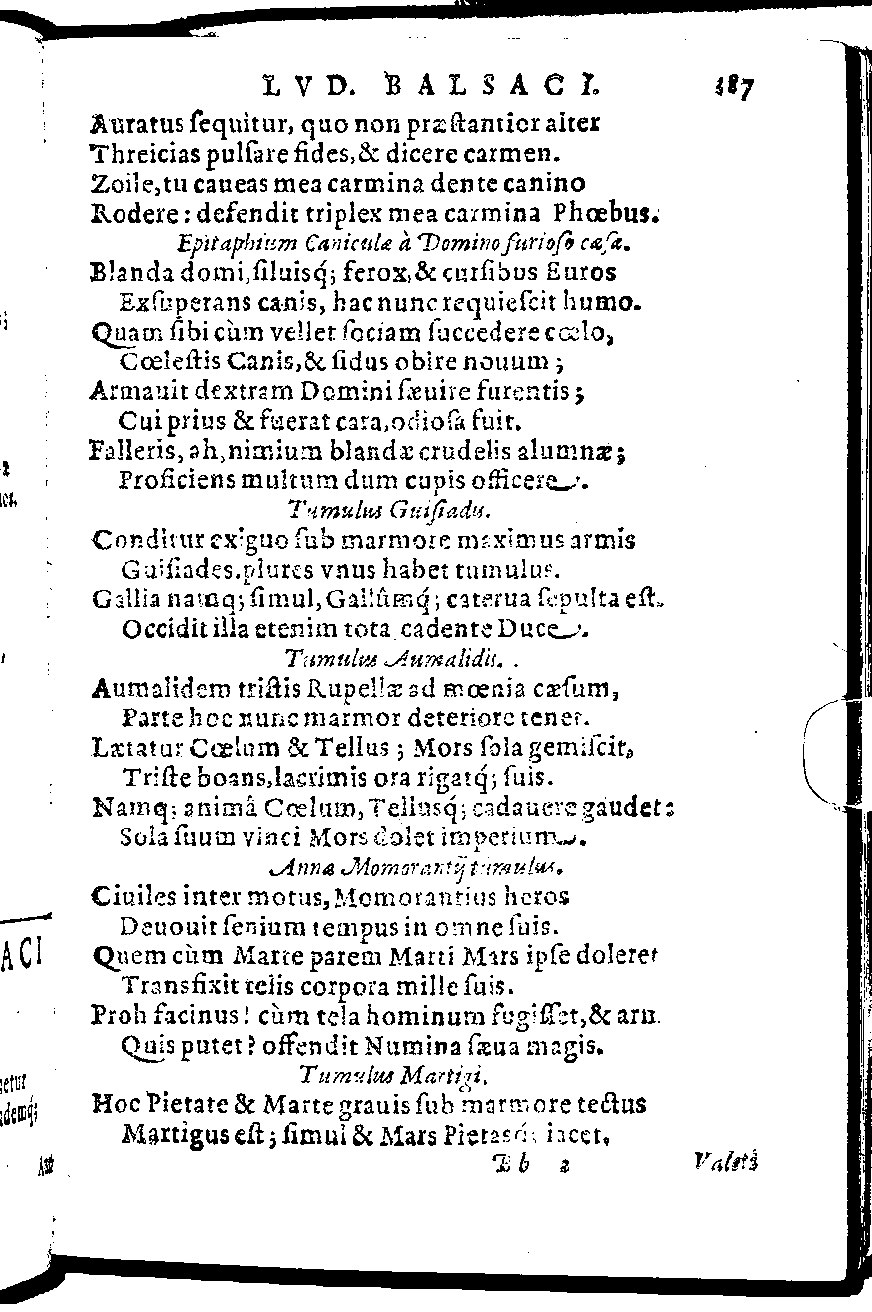 LVD. BALSACI. 387
Auratus ſequitur, quo non præſtantior alter
Threicias pulſare fides, & dicere carmen.
Zoile, tu caueas mea carmina dente canino
Rodere: defendit triplex mea carmina Phœbus.
Epitaphium Caniculæ à Domino furioſo cæſæ.
Blanda domi, ſiluisq́; ferox, & curſibus Euros
Exſuperans canis, hac nunc requieſcit humo.
Quam ſibi cùm vellet ſociam ſuccedere cœlo,
Cœleſtis Canis, & ſidus obire nouum;
Armauit dextram Domini ſæuire furentis;
Cui prius & fuerat cara, odioſa fuit.
Falleris, ah, nimium blandæ crudelis alumnæ;
Proficiens multum dum cupis officere.
Tumulus Guiſiadis.
Conditur exiguo ſub marmore maximus armis
Guiſiades. plures vnus habet tumulus.
Gallia namq; ſimul, Gallûmq́; caterua ſepulta eſt.
Occidit illa etenim tota cadente Duce.
Tumulus Aumalidis.
Aumalidem triſtis Rupellæ ad mœnia cæſum,
Parte hoc nunc marmor deteriore tenet.
Lætatur Cœlum & Tellus; Mors ſola gemiſcit,
Triſte boans, lacrimis ora rigatq́; ſuis.
Namq; animâ Cœlum, Tellusq́; cadauere gaudet:
Sola ſuum vinci Mors dolet imperium.
Annæ Momorantij tumulus.
Ciuiles inter motus, Momorantius heros
Deuouit ſenium tempus in omne ſuis.
Quem cùm Marte parem Marti Mars ipſe doleret
Transfixit telis corpora mille ſuis.
Proh facinus! cùm tela hominum fugiſſet, &
Quis putet? offendit Numina ſæua magis.
Tumulus Martigi.
Hoc Pietate & Marte grauis ſub marmore tectus
Martigus eſt; ſimul & Mars Pietasq́; iacet.
Bb 2 Valete